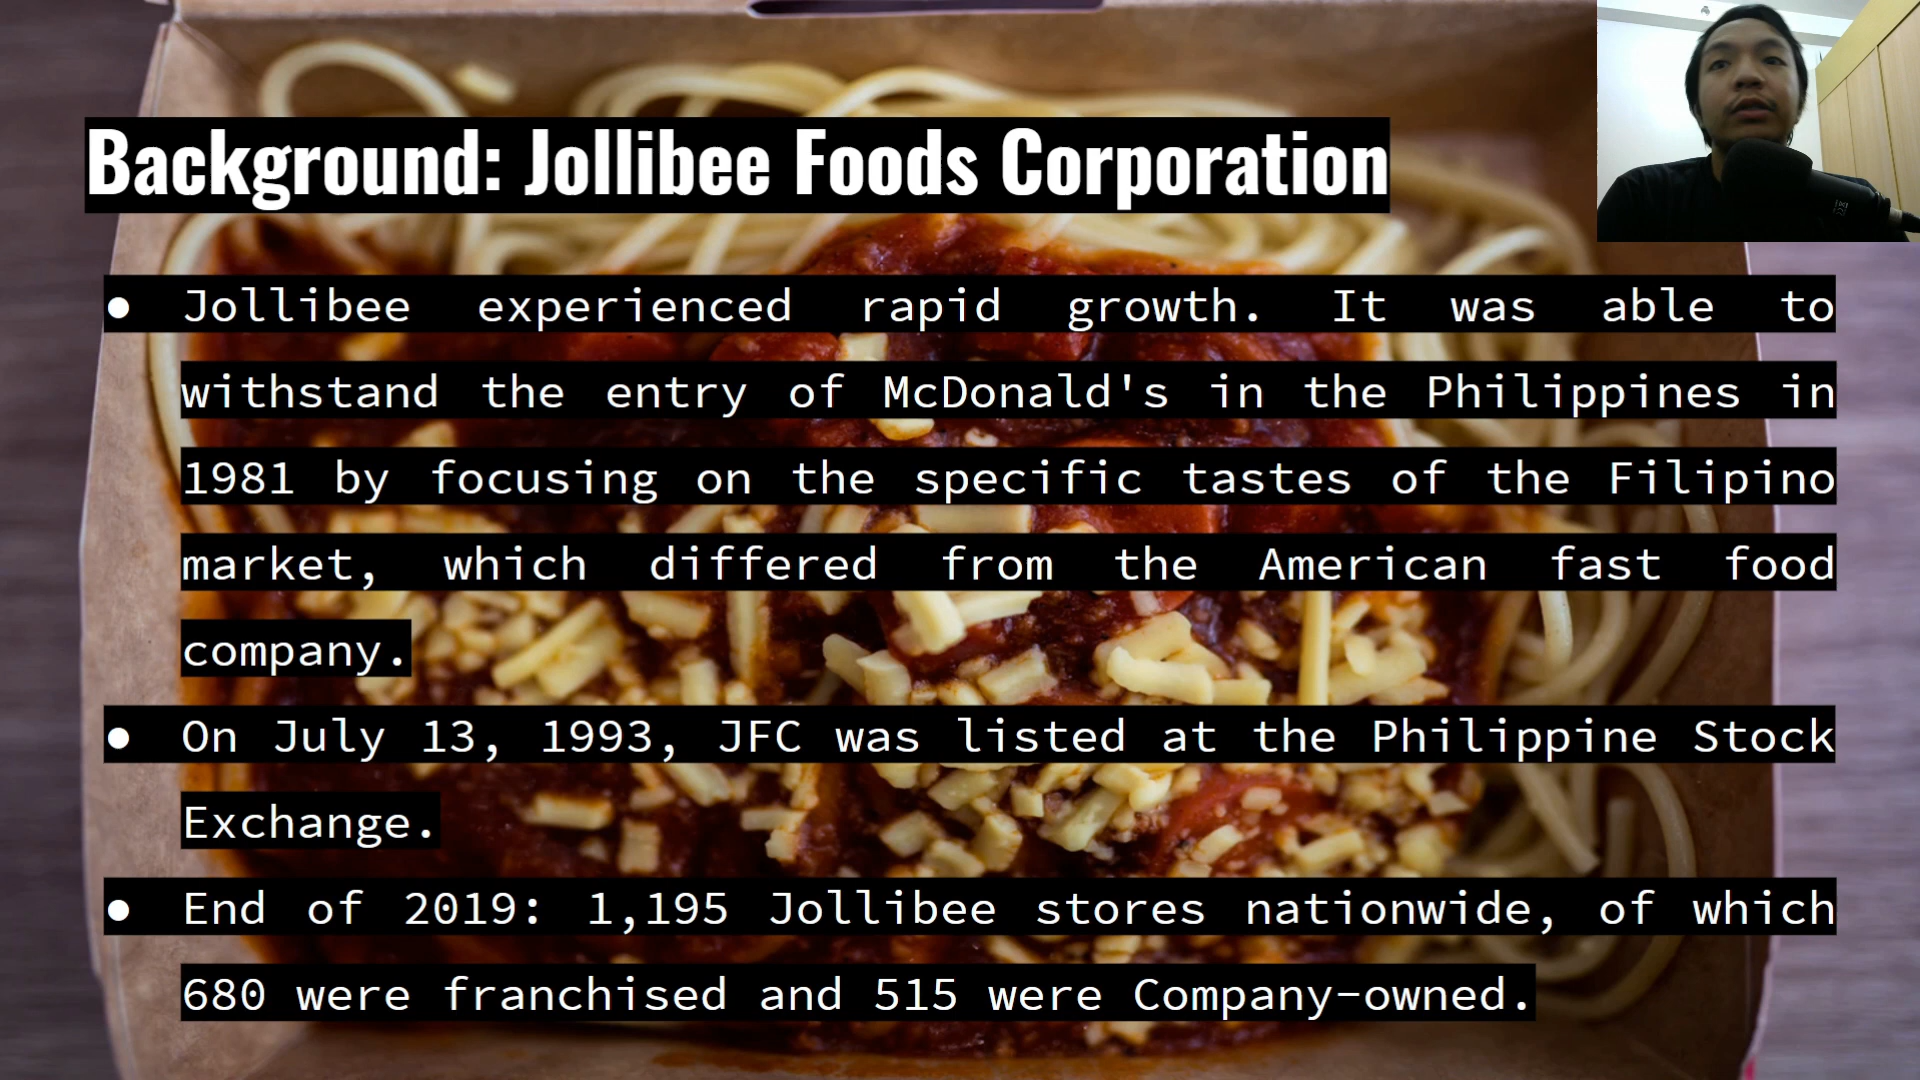 Background: Jollibee Foods Corporation
● Jollibee experienced rapid growth. It was able to
withstand the entry of McDonald's in the Philippines in
1981 by focusing on the specific tastes of the Filipino
market, which differed from the American fast food
company.
● On July 13, 1993, JFC was listed at the Philippine Stock
Exchange.
● End of 2019: 1,195 Jollibee stores nationwide, of which
680 were franchised and 515 were Company-owned.